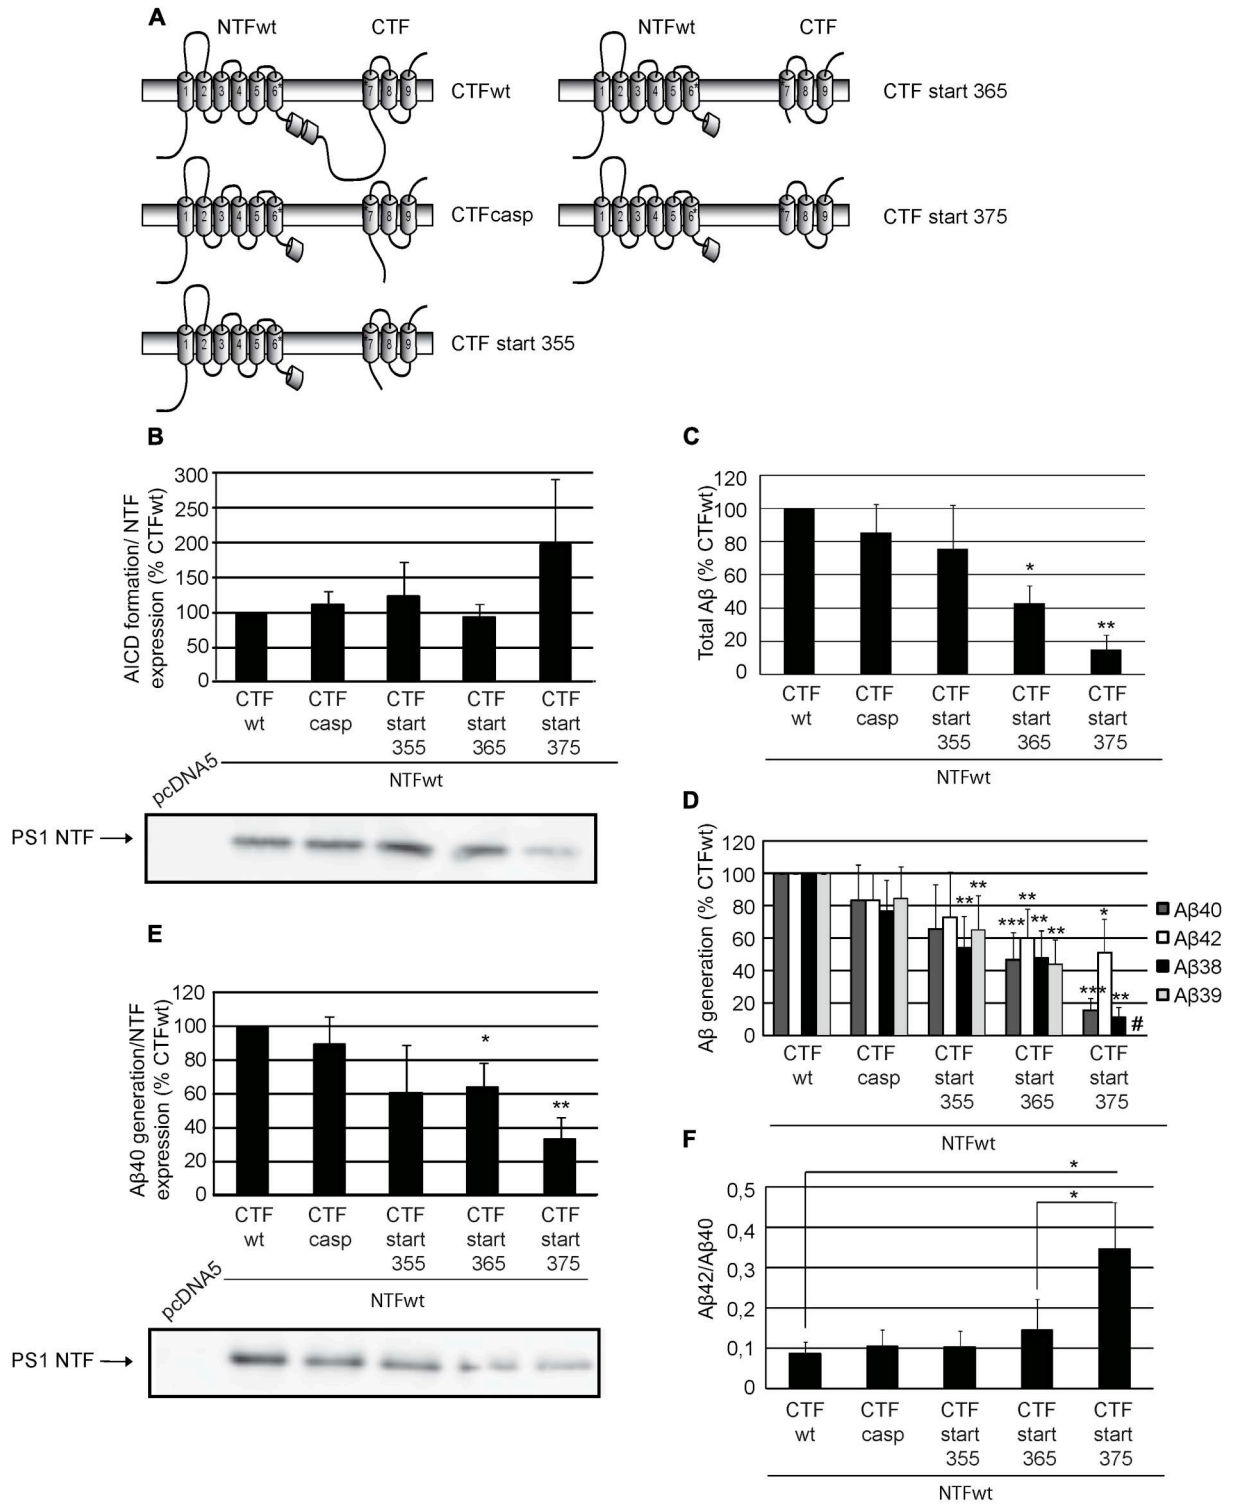 A
NTFwt
CTF
1 2 3 4 5 6* *7 8 9
CTFwt
NTFwt
CTF
1 2 3 4 5 6* *7 8 9
CTF start 365
1 2 3 4 5 6* *7 8 9
CTFcasp
1 2 3 4 5 6* *7 8 9
CTF start 375
1 2 3 4 5 6* *7 8 9
CTF start 355
B
AICD formation/ NTF
expression (% CTFwt)
300
250
200
150
100
50
0
CTF wt
CTF casp
CTF start 355
CTF start 365
CTF start 375
pcDNA5
NTFwt
PS1 NTF
C
Total Aβ (% CTFwt)
120
100
80
60
40
20
0
*
**
CTF wt
CTF casp
CTF start 355
CTF start 365
CTF start 375
NTFwt
D
Aβ generation (% CTFwt)
120
100
80
60
40
20
0
** **
*** ** ** **
*** * ** #
Aβ40
Aβ42
Aβ38
Aβ39
CTF wt
CTF casp
CTF start 355
CTF start 365
CTF start 375
NTFwt
E
Aβ40 generation/NTF
expression (% CTFwt)
120
100
80
60
40
20
0
*
**
CTF wt
CTF casp
CTF start 355
CTF start 365
CTF start 375
pcDNA5
NTFwt
PS1 NTF
F
Aβ42/Aβ40
0,5
0,4
0,3
0,2
0,1
0
*
*
CTF wt
CTF casp
CTF start 355
CTF start 365
CTF start 375
NTFwt